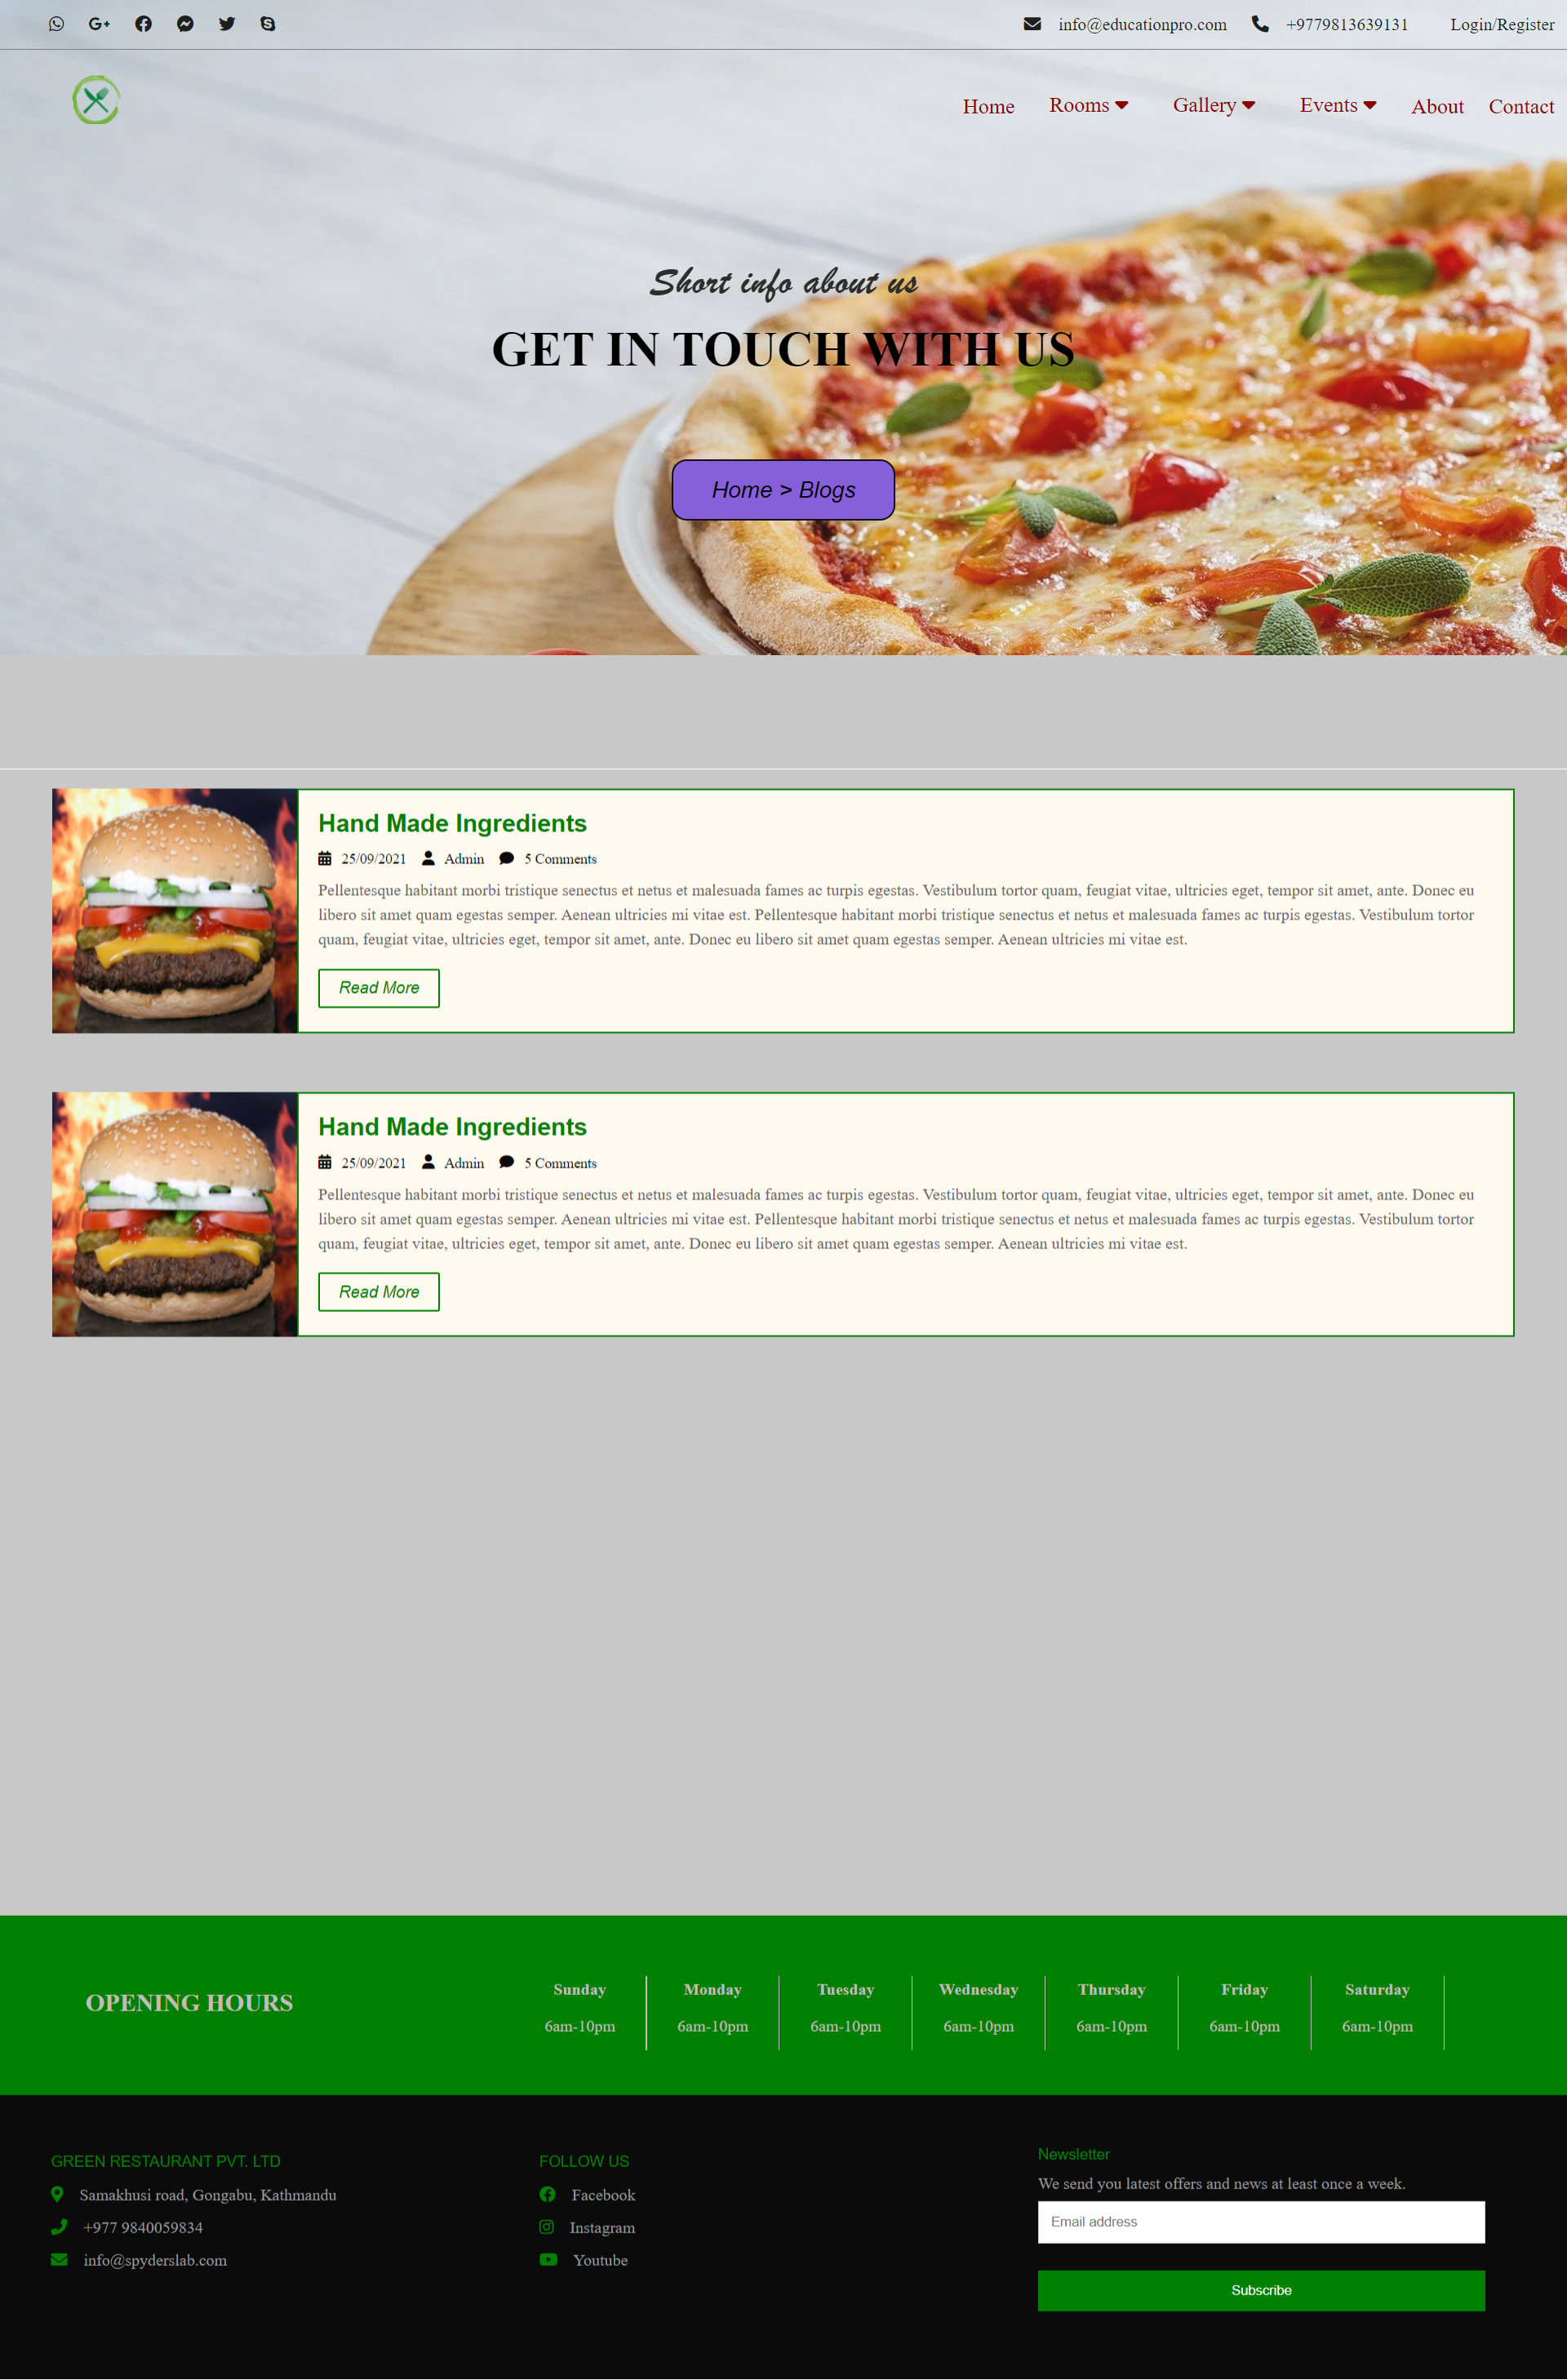 info@educationpro.com +9779813639131 Login/Register
Home Rooms Gallery Events About Contact
Short info about us
GET IN TOUCH WITH US
Home > Blogs
Hand Made Ingredients
25/09/2021 Admin 5 Comments
Pellentesque habitant morbi tristique senectus et netus et malesuada fames ac turpis egestas. Vestibulum tortor quam, feugiat vitae, ultricies eget, tempor sit amet, ante. Donec eu
libero sit amet quam egestas semper. Aenean ultricies mi vitae est. Pellentesque habitant morbi tristique senectus et netus et malesuada fames ac turpis egestas. Vestibulum tortor
quam, feugiat vitae, ultricies eget, tempor sit amet, ante. Donec eu libero sit amet quam egestas semper. Aenean ultricies mi vitae est.
Read More
Hand Made Ingredients
25/09/2021 Admin 5 Comments
Pellentesque habitant morbi tristique senectus et netus et malesuada fames ac turpis egestas. Vestibulum tortor quam, feugiat vitae, ultricies eget, tempor sit amet, ante. Donec eu
libero sit amet quam egestas semper. Aenean ultricies mi vitae est. Pellentesque habitant morbi tristique senectus et netus et malesuada fames ac turpis egestas. Vestibulum tortor
quam, feugiat vitae, ultricies eget, tempor sit amet, ante. Donec eu libero sit amet quam egestas semper. Aenean ultricies mi vitae est.
Read More
OPENING HOURS
Sunday Monday Tuesday Wednesday Thursday Friday Saturday
6am-10pm 6am-10pm 6am-10pm 6am-10pm 6am-10pm 6am-10pm 6am-10pm
GREEN RESTAURANT PVT. LTD
Samakhusi road, Gongabu, Kathmandu
+977 9840059834
info@spyderslab.com
FOLLOW US
Facebook
Instagram
Youtube
Newsletter
We send you latest offers and news at least once a week.
Email address
Subscribe